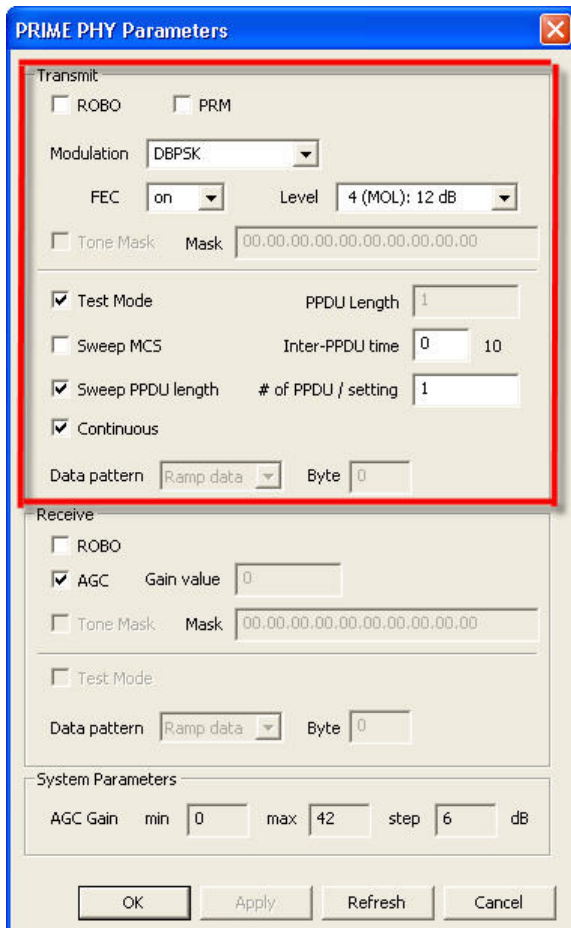 PRIME PHY Parameters
Transmit
ROBO PRM
Modulation DBPSK
FEC on Level 4 (MOL): 12 dB
Tone Mask Mask 00.00.00.00.00.00.00.00.00.00
Test Mode PPDU Length 1
Sweep MCS Inter-PPDU time 0 10
Sweep PPDU length # of PPDU / setting 1
Continuous
Data pattern Ramp data Byte 0
Receive
ROBO
AGC Gain value 0
Tone Mask Mask 00.00.00.00.00.00.00.00.00.00
Test Mode
Data pattern Ramp data Byte 0
System Parameters
AGC Gain min 0 max 42 step 6 dB
OK Apply Refresh Cancel